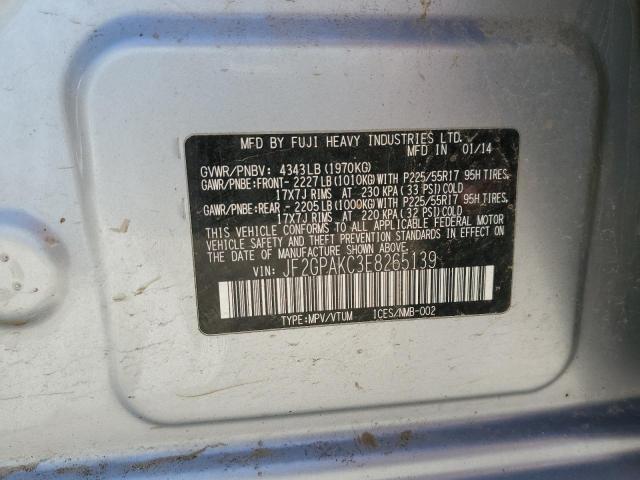 MFD BY FUJI HEAVY INDUSTRIES LTD.
MFD IN 01/14
GVWR/PNBV: 4343LB(1970KG)
GAWR/PNBE:FRONT- 2227LB(1010KG)WITH P225/55R17 95H TIRES,
17X7J RIMS AT 230 KPA(33 PSI)COLD
GAWR/PNBE:REAR - 2205LB(1000KG)WITH P225/55R17 95H TIRES,
17X7J RIMS AT 220 KPA(32 PSI)COLD
THIS VEHICLE CONFORMS TO ALL APPLICABLE FEDERAL MOTOR
VEHICLE SAFETY AND THEFT PREVENTION STANDARDS IN EFFECT ON
THE DATE OF MANUFACTURE SHOWN ABOVE.
VIN: JF2GPAKC3E8265139
TYPE:MPV/VTUM ICES/NMB-002